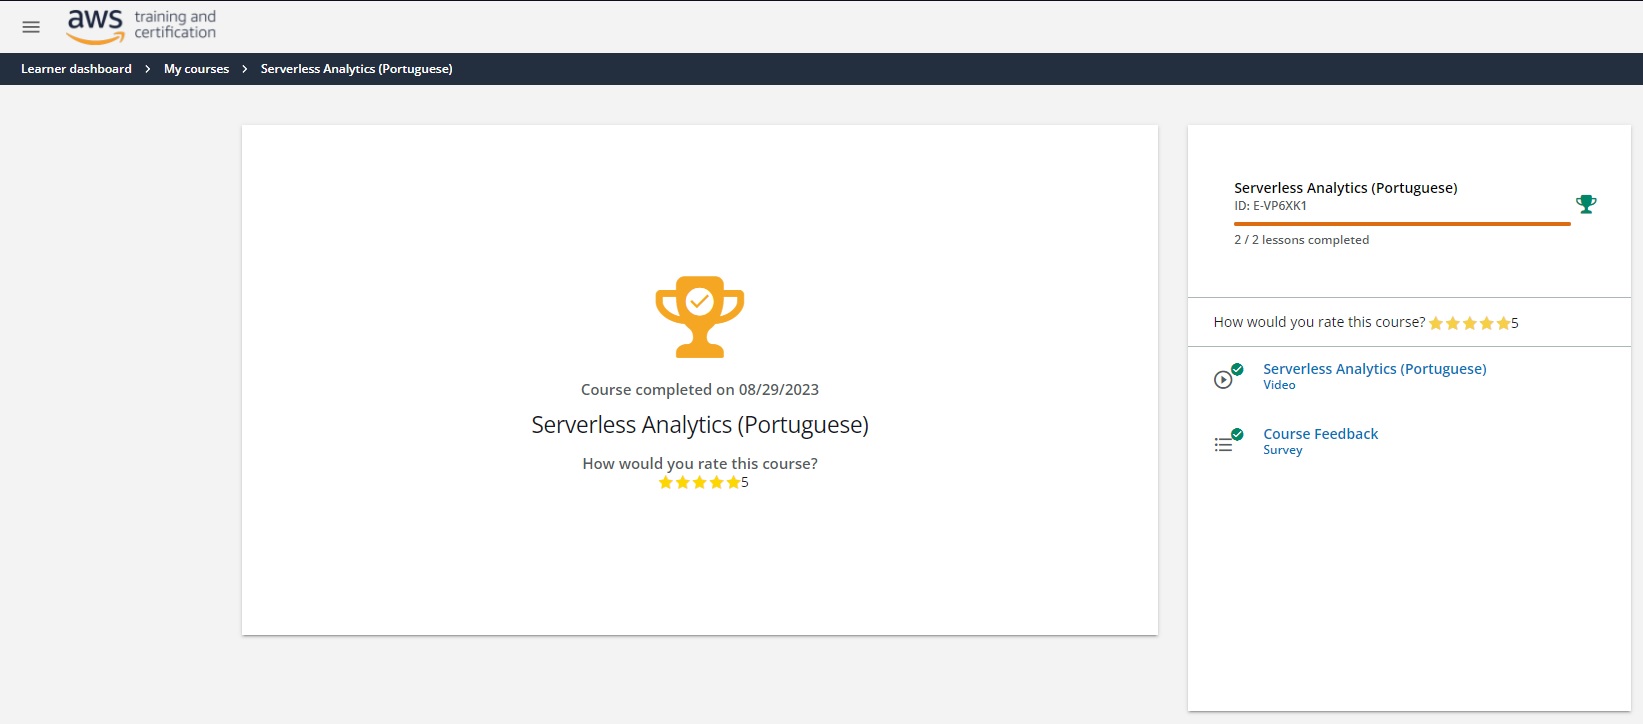 aws training and
certification
Learner dashboard > My courses > Serverless Analytics (Portuguese)
Course completed on 08/29/2023
Serverless Analytics (Portuguese)
How would you rate this course?
5
Serverless Analytics (Portuguese)
ID: E-VP6XK1
2 / 2 lessons completed
How would you rate this course? 5
Serverless Analytics (Portuguese)
Video
Course Feedback
Survey